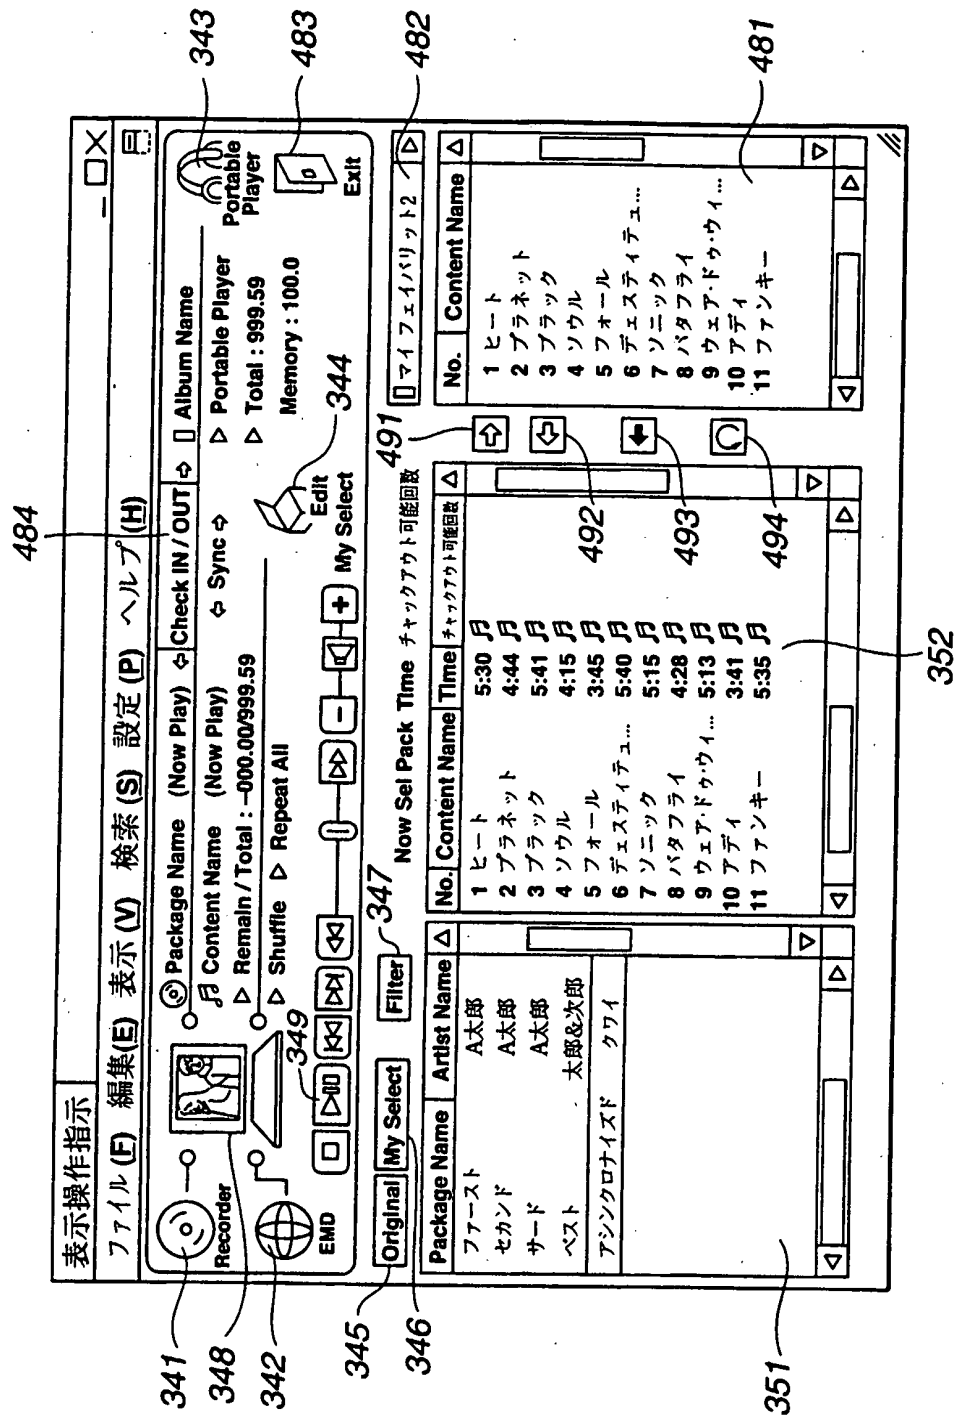 表示操作指示
ファイル (F) 編集(E) 表示 (V) 検索 (S) 設定 (P) ヘルプ (H)
341
348
342
Recorder
EMD
349
Package Name (Now Play)
Content Name (Now Play)
▷ Remain / Total : –000.00/999.59
▷ Shuffle ▷ Repeat All
484
⇦ Check IN / OUT ⇨
⇦ Sync ⇨
Album Name
▷ Portable Player
▷ Total : 999.59
Memory : 100.0
343
Portable
Player
483
Exit
344
Edit
My Select
345
Original
My Select
346
Filter
347
Now Sel Pack Time チャックアウト可能回数
482
マイフェイバリット2
Package Name Artist Name
ファースト A太郎
セカンド A太郎
サード A太郎
ベスト 太郎&次郎
アシンクロナイズド クワイ
351
No. Content Name Time チャックアウト可能回数
1 ヒート 5:30
2 プラネット 4:44
3 ブラック 5:41
4 ソウル 4:15
5 フォール 3:45
6 デェスティテュ... 5:40
7 ソニック 5:15
8 バタフライ 4:28
9 ウェア・ドゥ・ウィ... 5:13
10 アディ 3:41
11 ファンキー 5:35
352
491
492
493
494
No. Content Name
1 ヒート
2 プラネット
3 ブラック
4 ソウル
5 フォール
6 デェスティテュ...
7 ソニック
8 バタフライ
9 ウェア・ドゥ・ウィ...
10 アディ
11 ファンキー
481